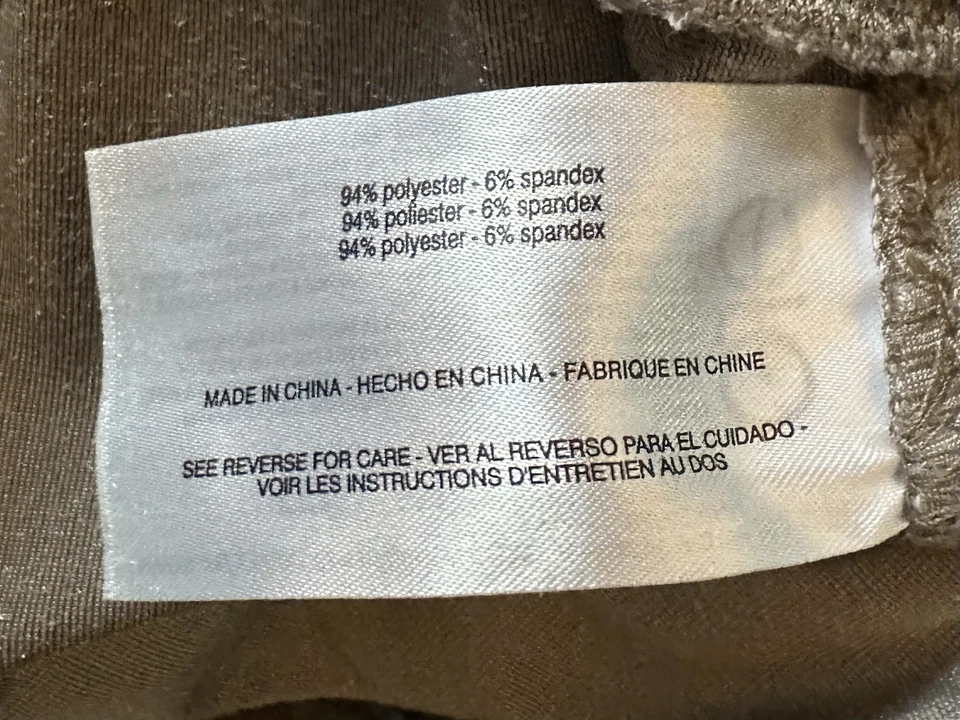 94% polyester - 6% spandex
94% poliester - 6% spandex
94% polyester - 6% spandex
MADE IN CHINA - HECHO EN CHINA - FABRIQUE EN CHINE
SEE REVERSE FOR CARE - VER AL REVERSO PARA EL CUIDADO -
VOIR LES INSTRUCTIONS D'ENTRETIEN AU DOS